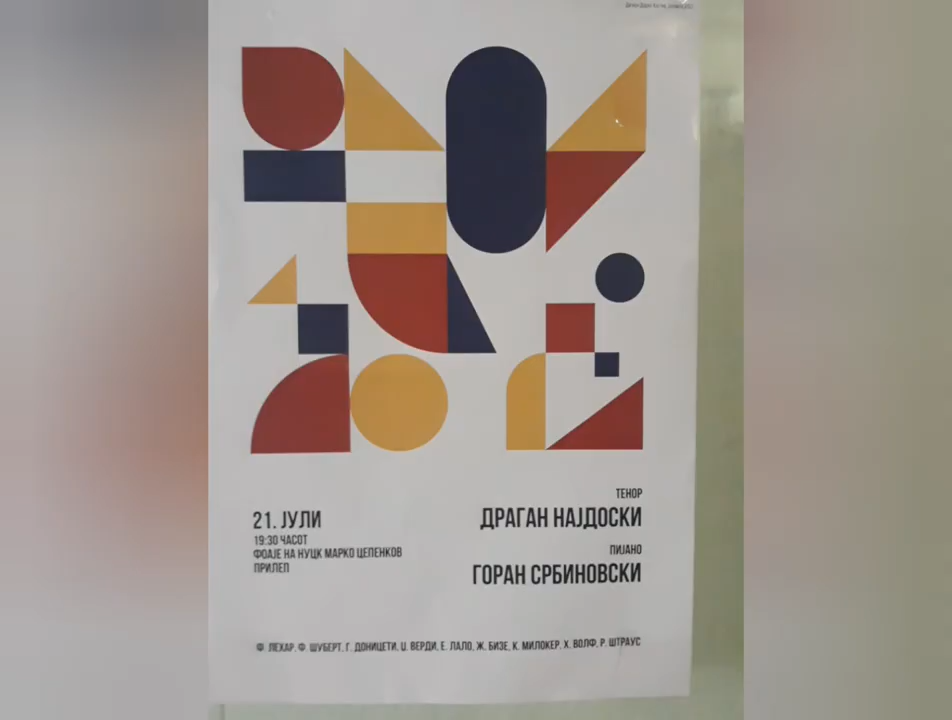 21. ЈУЛИ
19:30 ЧАСОТ
ФОАЈЕ НА НУЦК МАРКО ЦЕПЕНКОВ
ПРИЛЕП
ТЕНОР
ДРАГАН НАЈДОСКИ
ПИЈАНО
ГОРАН СРБИНОВСКИ
Ф. ЛЕХАР, Ф. ШУБЕРТ, Г. ДОНИЦЕТИ, Џ. ВЕРДИ, Е. ЛАЛО, Ж. БИЗЕ, К. МИЛОКЕР, Х. ВОЛФ, Р. ШТРАУС